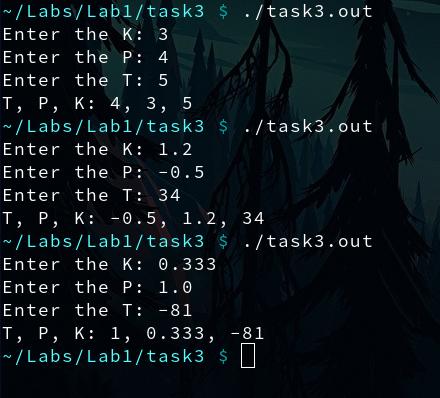 ~/Labs/Lab1/task3 $ ./task3.out
Enter the K: 3
Enter the P: 4
Enter the T: 5
T, P, K: 4, 3, 5
~/Labs/Lab1/task3 $ ./task3.out
Enter the K: 1.2
Enter the P: -0.5
Enter the T: 34
T, P, K: -0.5, 1.2, 34
~/Labs/Lab1/task3 $ ./task3.out
Enter the K: 0.333
Enter the P: 1.0
Enter the T: -81
T, P, K: 1, 0.333, -81
~/Labs/Lab1/task3 $